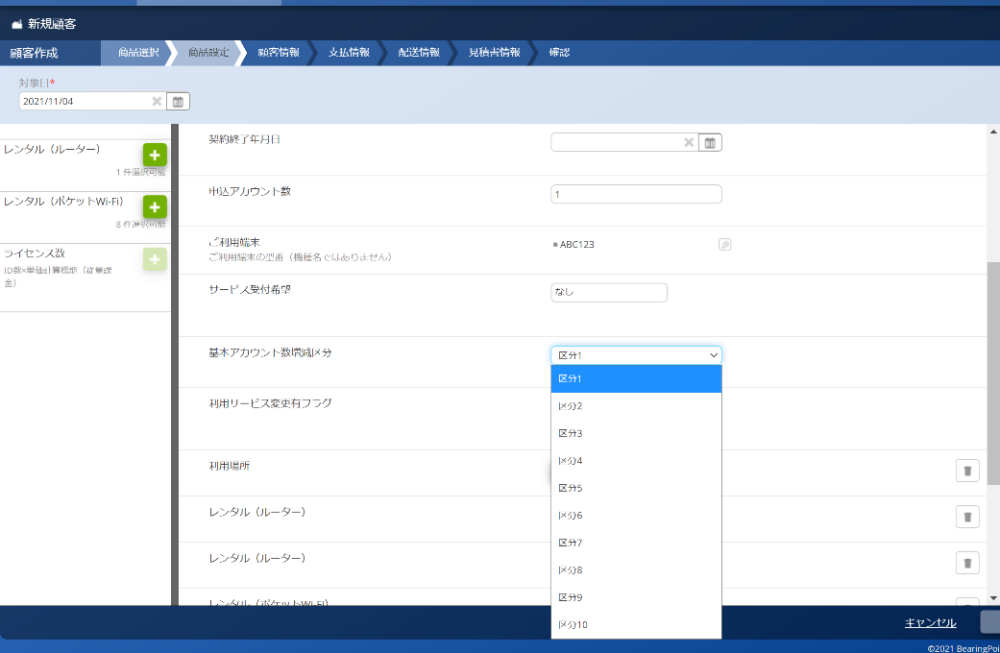 新規顧客
顧客作成
商品選択
商品設定
顧客情報
支払情報
配送情報
見積書情報
確認
対象日*
2021/11/04
レンタル（ルーター）
1 件選択可能
レンタル（ポケットWi-Fi）
8 件選択可能
ライセンス数
ID数×単価計算機能（従量課
金）
契約終了年月日
申込アカウント数
1
ご利用端末
ご利用端末の型番（機種名ではありません）
ABC123
サービス受付希望
なし
基本アカウント数増減区分
区分1
区分1
区分2
区分3
区分4
区分5
区分6
区分7
区分8
区分9
区分10
利用サービス変更有フラグ
利用場所
レンタル（ルーター）
レンタル（ルーター）
レンタル（ポケットWi-Fi）
キャンセル
©2021 BearingPoi